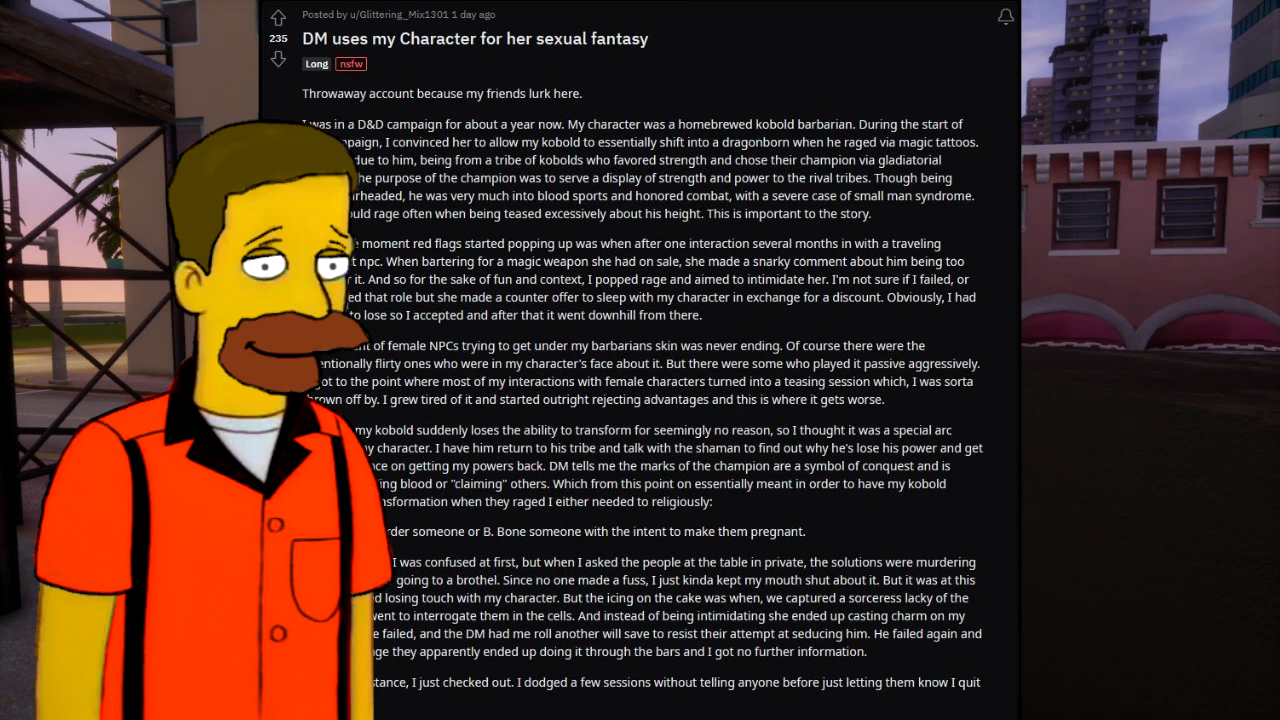 Posted by u/Glittering_Mix1301 1 day ago
235
DM uses my Character for her sexual fantasy
Long nsfw
Throwaway account because my friends lurk here.
I was in a D&D campaign for about a year now. My character was a homebrewed kobold barbarian. During the start of
paign, I convinced her to allow my kobold to essentially shift into a dragonborn when he raged via magic tattoos.
due to him, being from a tribe of kobolds who favored strength and chose their champion via gladiatorial
he purpose of the champion was to serve a display of strength and power to the rival tribes. Though being
rheaded, he was very much into blood sports and honored combat, with a severe case of small man syndrome.
uld rage often when being teased excessively about his height. This is important to the story.
e moment red flags started popping up was when after one interaction several months in with a traveling
t npc. When bartering for a magic weapon she had on sale, she made a snarky comment about him being too
r it. And so for the sake of fun and context, I popped rage and aimed to intimidate her. I'm not sure if I failed, or
ed that role but she made a counter offer to sleep with my character in exchange for a discount. Obviously, I had
to lose so I accepted and after that it went downhill from there.
nt of female NPCs trying to get under my barbarians skin was never ending. Of course there were the
entionally flirty ones who were in my character's face about it. But there were some who played it passive aggressively.
got to the point where most of my interactions with female characters turned into a teasing session which, I was sorta
thrown off by. I grew tired of it and started outright rejecting advantages and this is where it gets worse.
my kobold suddenly loses the ability to transform for seemingly no reason, so I thought it was a special arc
y character. I have him return to his tribe and talk with the shaman to find out why he's lose his power and get
nce on getting my powers back. DM tells me the marks of the champion are a symbol of conquest and is
ing blood or "claiming" others. Which from this point on essentially meant in order to have my kobold
nsformation when they raged I either needed to religiously:
rder someone or B. Bone someone with the intent to make them pregnant.
I was confused at first, but when I asked the people at the table in private, the solutions were murdering
going to a brothel. Since no one made a fuss, I just kinda kept my mouth shut about it. But it was at this
d losing touch with my character. But the icing on the cake was when, we captured a sorceress lacky of the
went to interrogate them in the cells. And instead of being intimidating she ended up casting charm on my
e failed, and the DM had me roll another will save to resist their attempt at seducing him. He failed again and
nge they apparently ended up doing it through the bars and I got no further information.
stance, I just checked out. I dodged a few sessions without telling anyone before just letting them know I quit